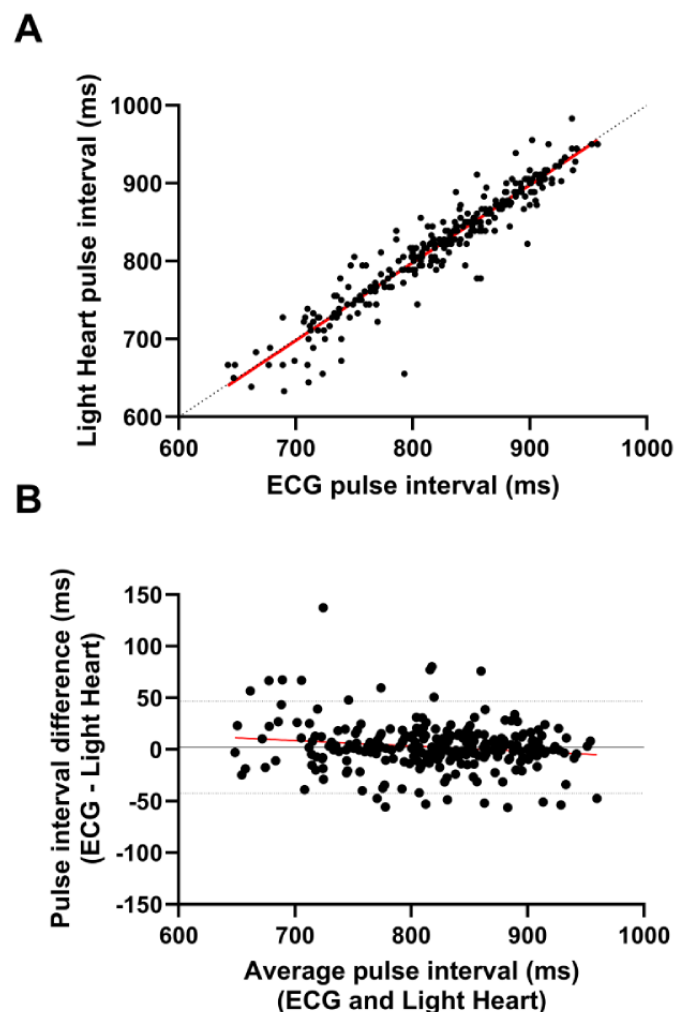 A
Light Heart pulse interval (ms)
1000
900
800
700
600
600 700 800 900 1000
ECG pulse interval (ms)
B
Pulse interval difference (ms)
(ECG - Light Heart)
150
100
50
0
-50
-100
-150
600 700 800 900 1000
Average pulse interval (ms)
(ECG and Light Heart)